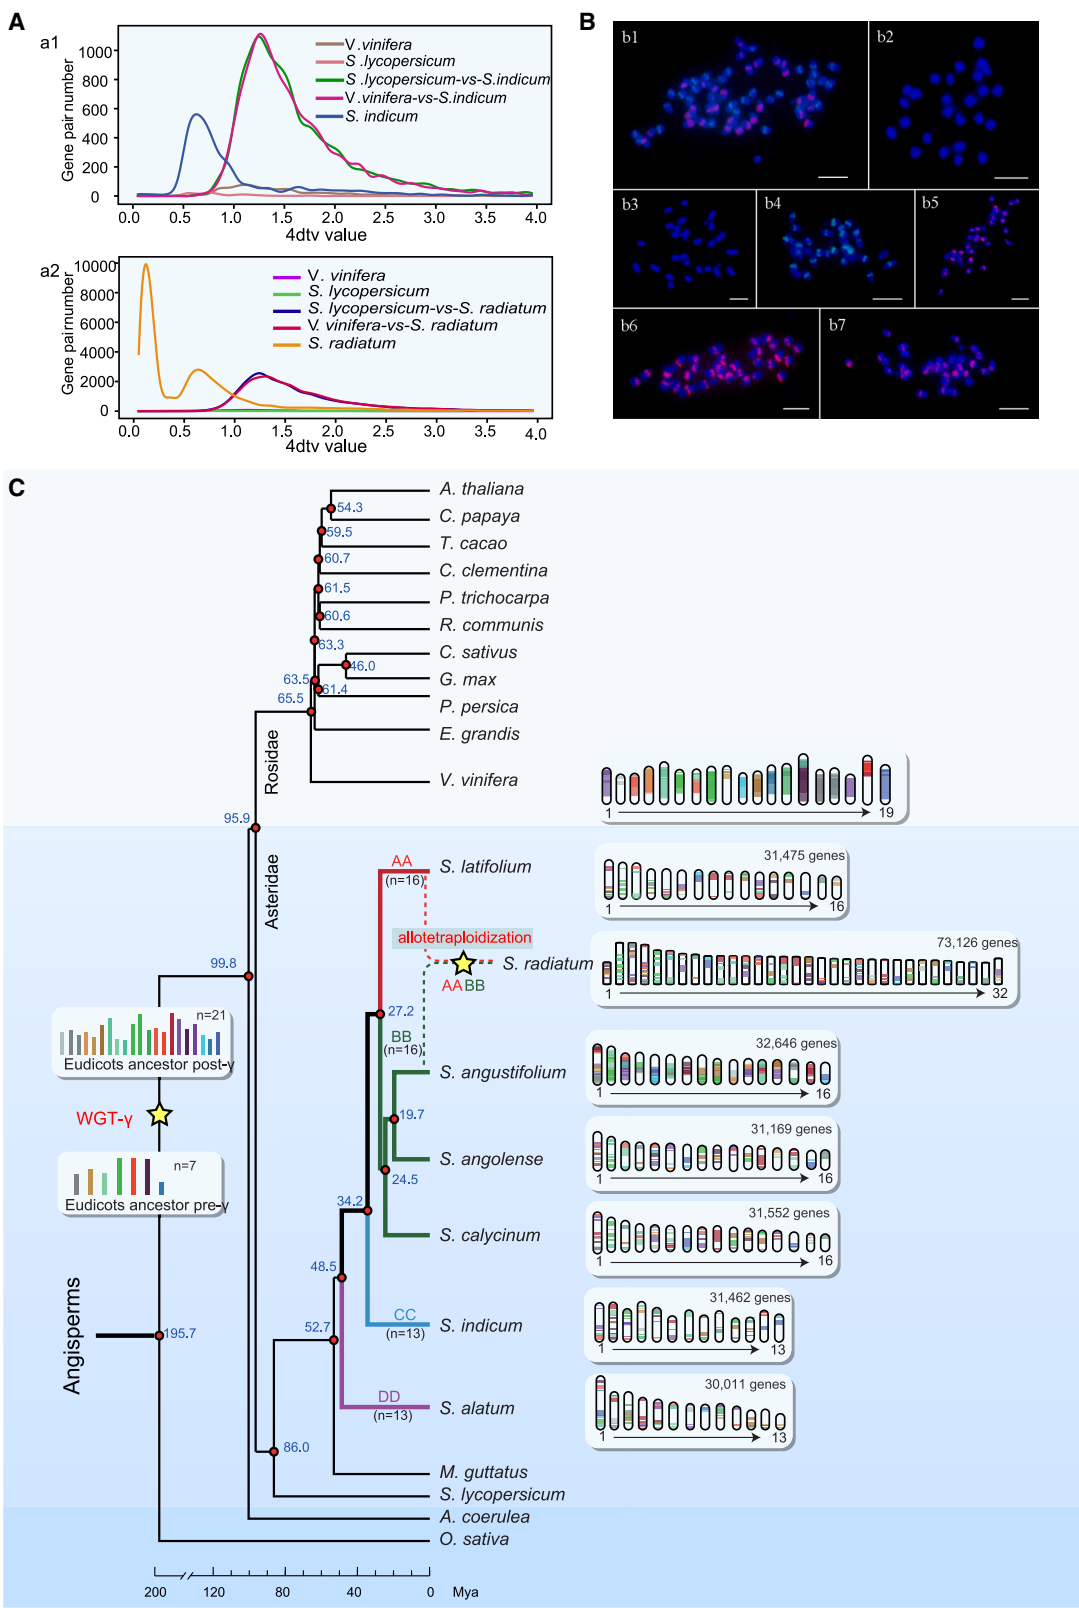 A
a1
1000
800
600
400
200
0
Gene pair number
V.vinifera
S .lycopersicum
S .lycopersicum-vs-S.indicum
V.vinifera-vs-S.indicum
S. indicum
0.0 0.5 1.0 1.5 2.0 2.5 3.0 3.5 4.0
4dtv value
a2
10000
8000
6000
4000
2000
0
Gene pairnumber
V. vinifera
S. lycopersicum
S. lycopersicum-vs-S. radiatum
V. vinifera-vs-S. radiatum
S. radiatum
0.0 0.5 1.0 1.5 2.0 2.5 3.0 3.5 4.0
4dtv value
B
b1
b2
b3
b4
b5
b6
b7
C
A. thaliana
54.3
C. papaya
59.5
T. cacao
60.7
C. clementina
61.5
P. trichocarpa
60.6
R. communis
63.3
C. sativus
46.0
G. max
63.5
61.4
65.5
P. persica
E. grandis
Rosidae
V. vinifera
1 19
95.9
Asteridae
AA
(n=16)
S. latifolium
31,475 genes
1 16
allotetraploidization
S. radiatum
AABB
73,126 genes
1 32
99.8
n=21
Eudicots ancestor post-γ
WGT-γ
n=7
Eudicots ancestor pre-γ
27.2
BB
(n=16)
S. angustifolium
32,646 genes
1 16
19.7
S. angolense
31,169 genes
1 16
24.5
34.2
S. calycinum
31,552 genes
1 16
48.5
CC
(n=13)
S. indicum
31,462 genes
1 13
52.7
Angisperms
195.7
DD
(n=13)
S. alatum
30,011 genes
1 13
86.0
M. guttatus
S. lycopersicum
A. coerulea
O. sativa
200 120 80 40 0 Mya